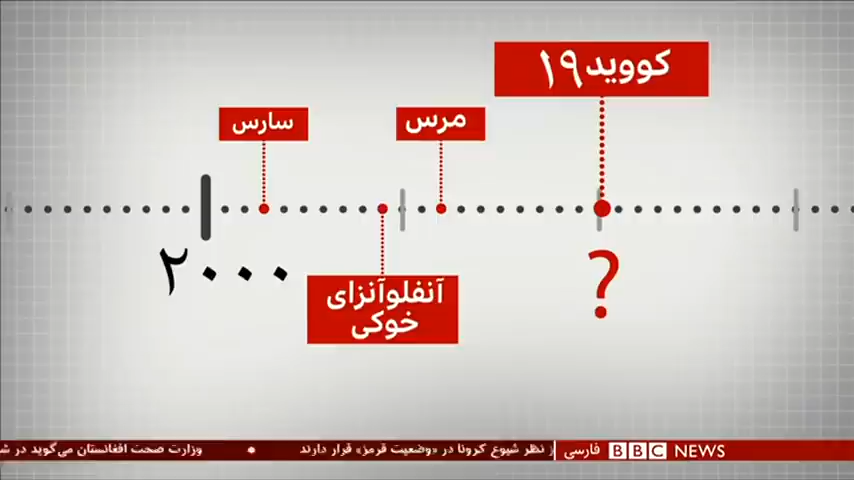 کووید۱۹
سارس
مرس
۲۰۰۰
آنفلوآنزای
خوکی
?
فارسی BBC NEWS
نظر شیوع کرونا در «وضعیت قرمز» قرار دارند
وزارت صحت افغانستان می‌گوید در